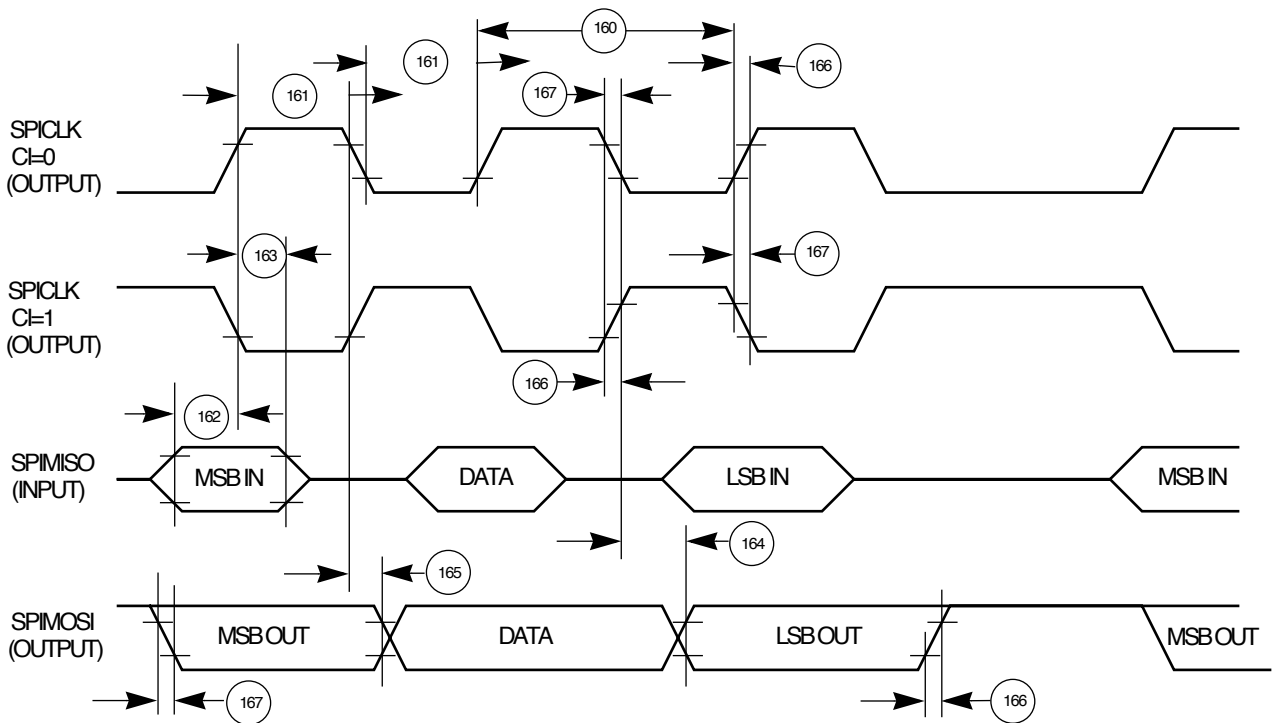 160
161
166
161
167
SPICLK
CI=0
(OUTPUT)
163
167
SPICLK
CI=1
(OUTPUT)
166
162
SPIMISO
(INPUT)
MSB IN
DATA
LSB IN
MSB IN
164
165
SPIMOSI
(OUTPUT)
MSB OUT
DATA
LSB OUT
MSB OUT
167
166